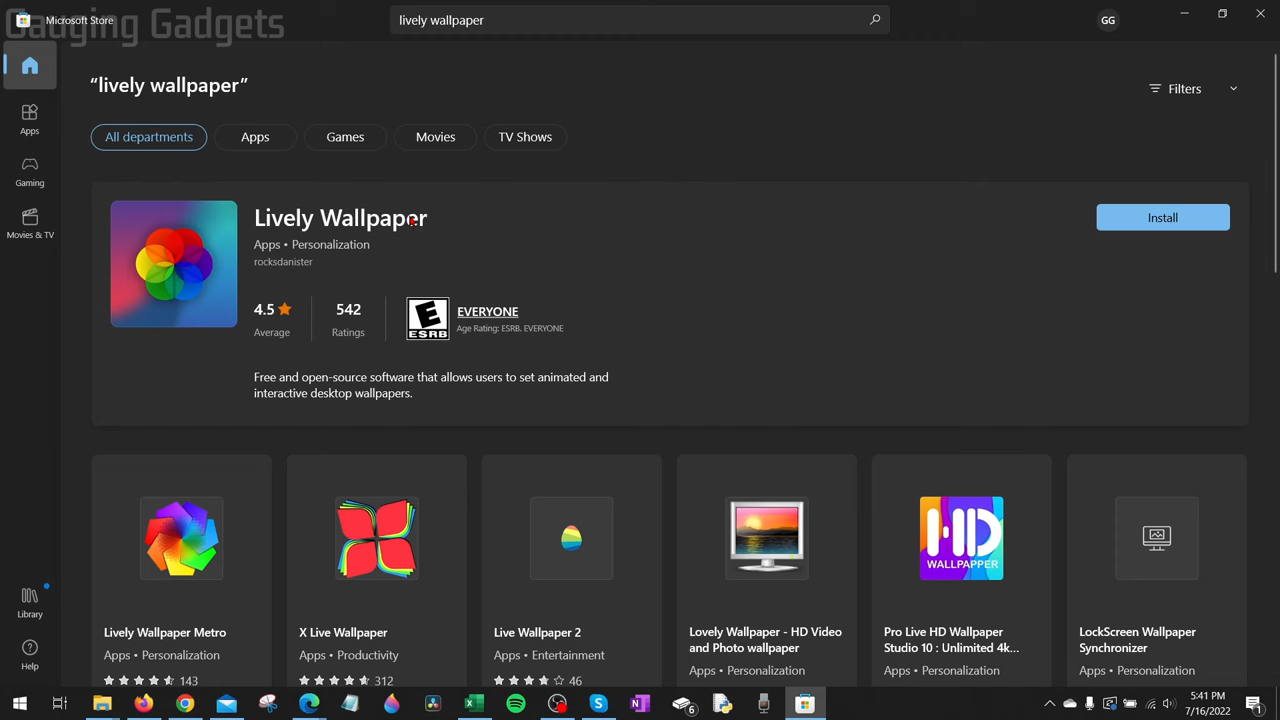 Gauging Gadgets
Microsoft Store
lively wallpaper
GG
"lively wallpaper"
Filters
All departments
Apps
Games
Movies
TV Shows
Apps
Gaming
Movies & TV
Library
Help
Lively Wallpaper
Apps • Personalization
rocksdanister
Install
4.5
Average
542
Ratings
E
ESRB
EVERYONE
Age Rating: ESRB, EVERYONE
Free and open-source software that allows users to set animated and
interactive desktop wallpapers.
HD
WALLPAPPER
Lively Wallpaper Metro
Apps • Personalization
143
X Live Wallpaper
Apps • Productivity
312
Live Wallpaper 2
Apps • Entertainment
46
Lovely Wallpaper - HD Video
and Photo wallpaper
Apps • Personalization
Pro Live HD Wallpaper
Studio 10 : Unlimited 4k...
Apps • Personalization
LockScreen Wallpaper
Synchronizer
Apps • Personalization
6
5:41 PM
7/16/2022
1